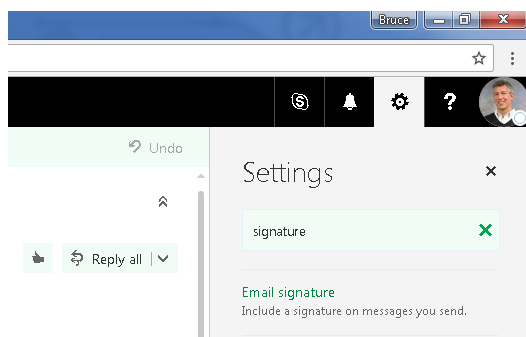 Bruce
?
Undo
Settings
signature
Reply all
Email signature
Include a signature on messages you send.